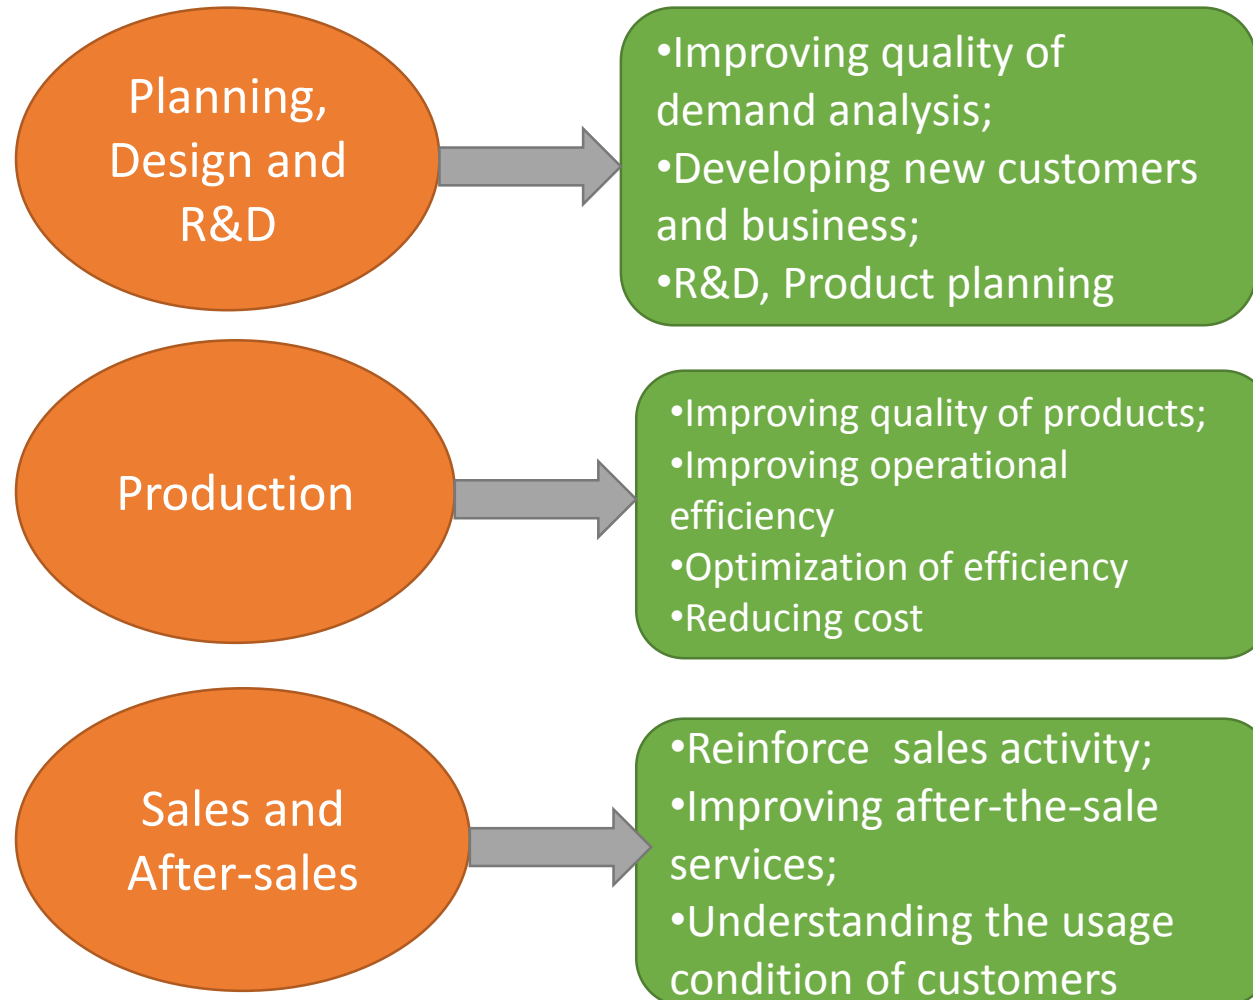 Planning,
Design and
R&D
•Improving quality of
demand analysis;
•Developing new customers
and business;
•R&D, Product planning
Production
•Improving quality of products;
•Improving operational
efficiency
•Optimization of efficiency
•Reducing cost
Sales and
After-sales
•Reinforce  sales activity;
•Improving after-the-sale
services;
•Understanding the usage
condition of customers